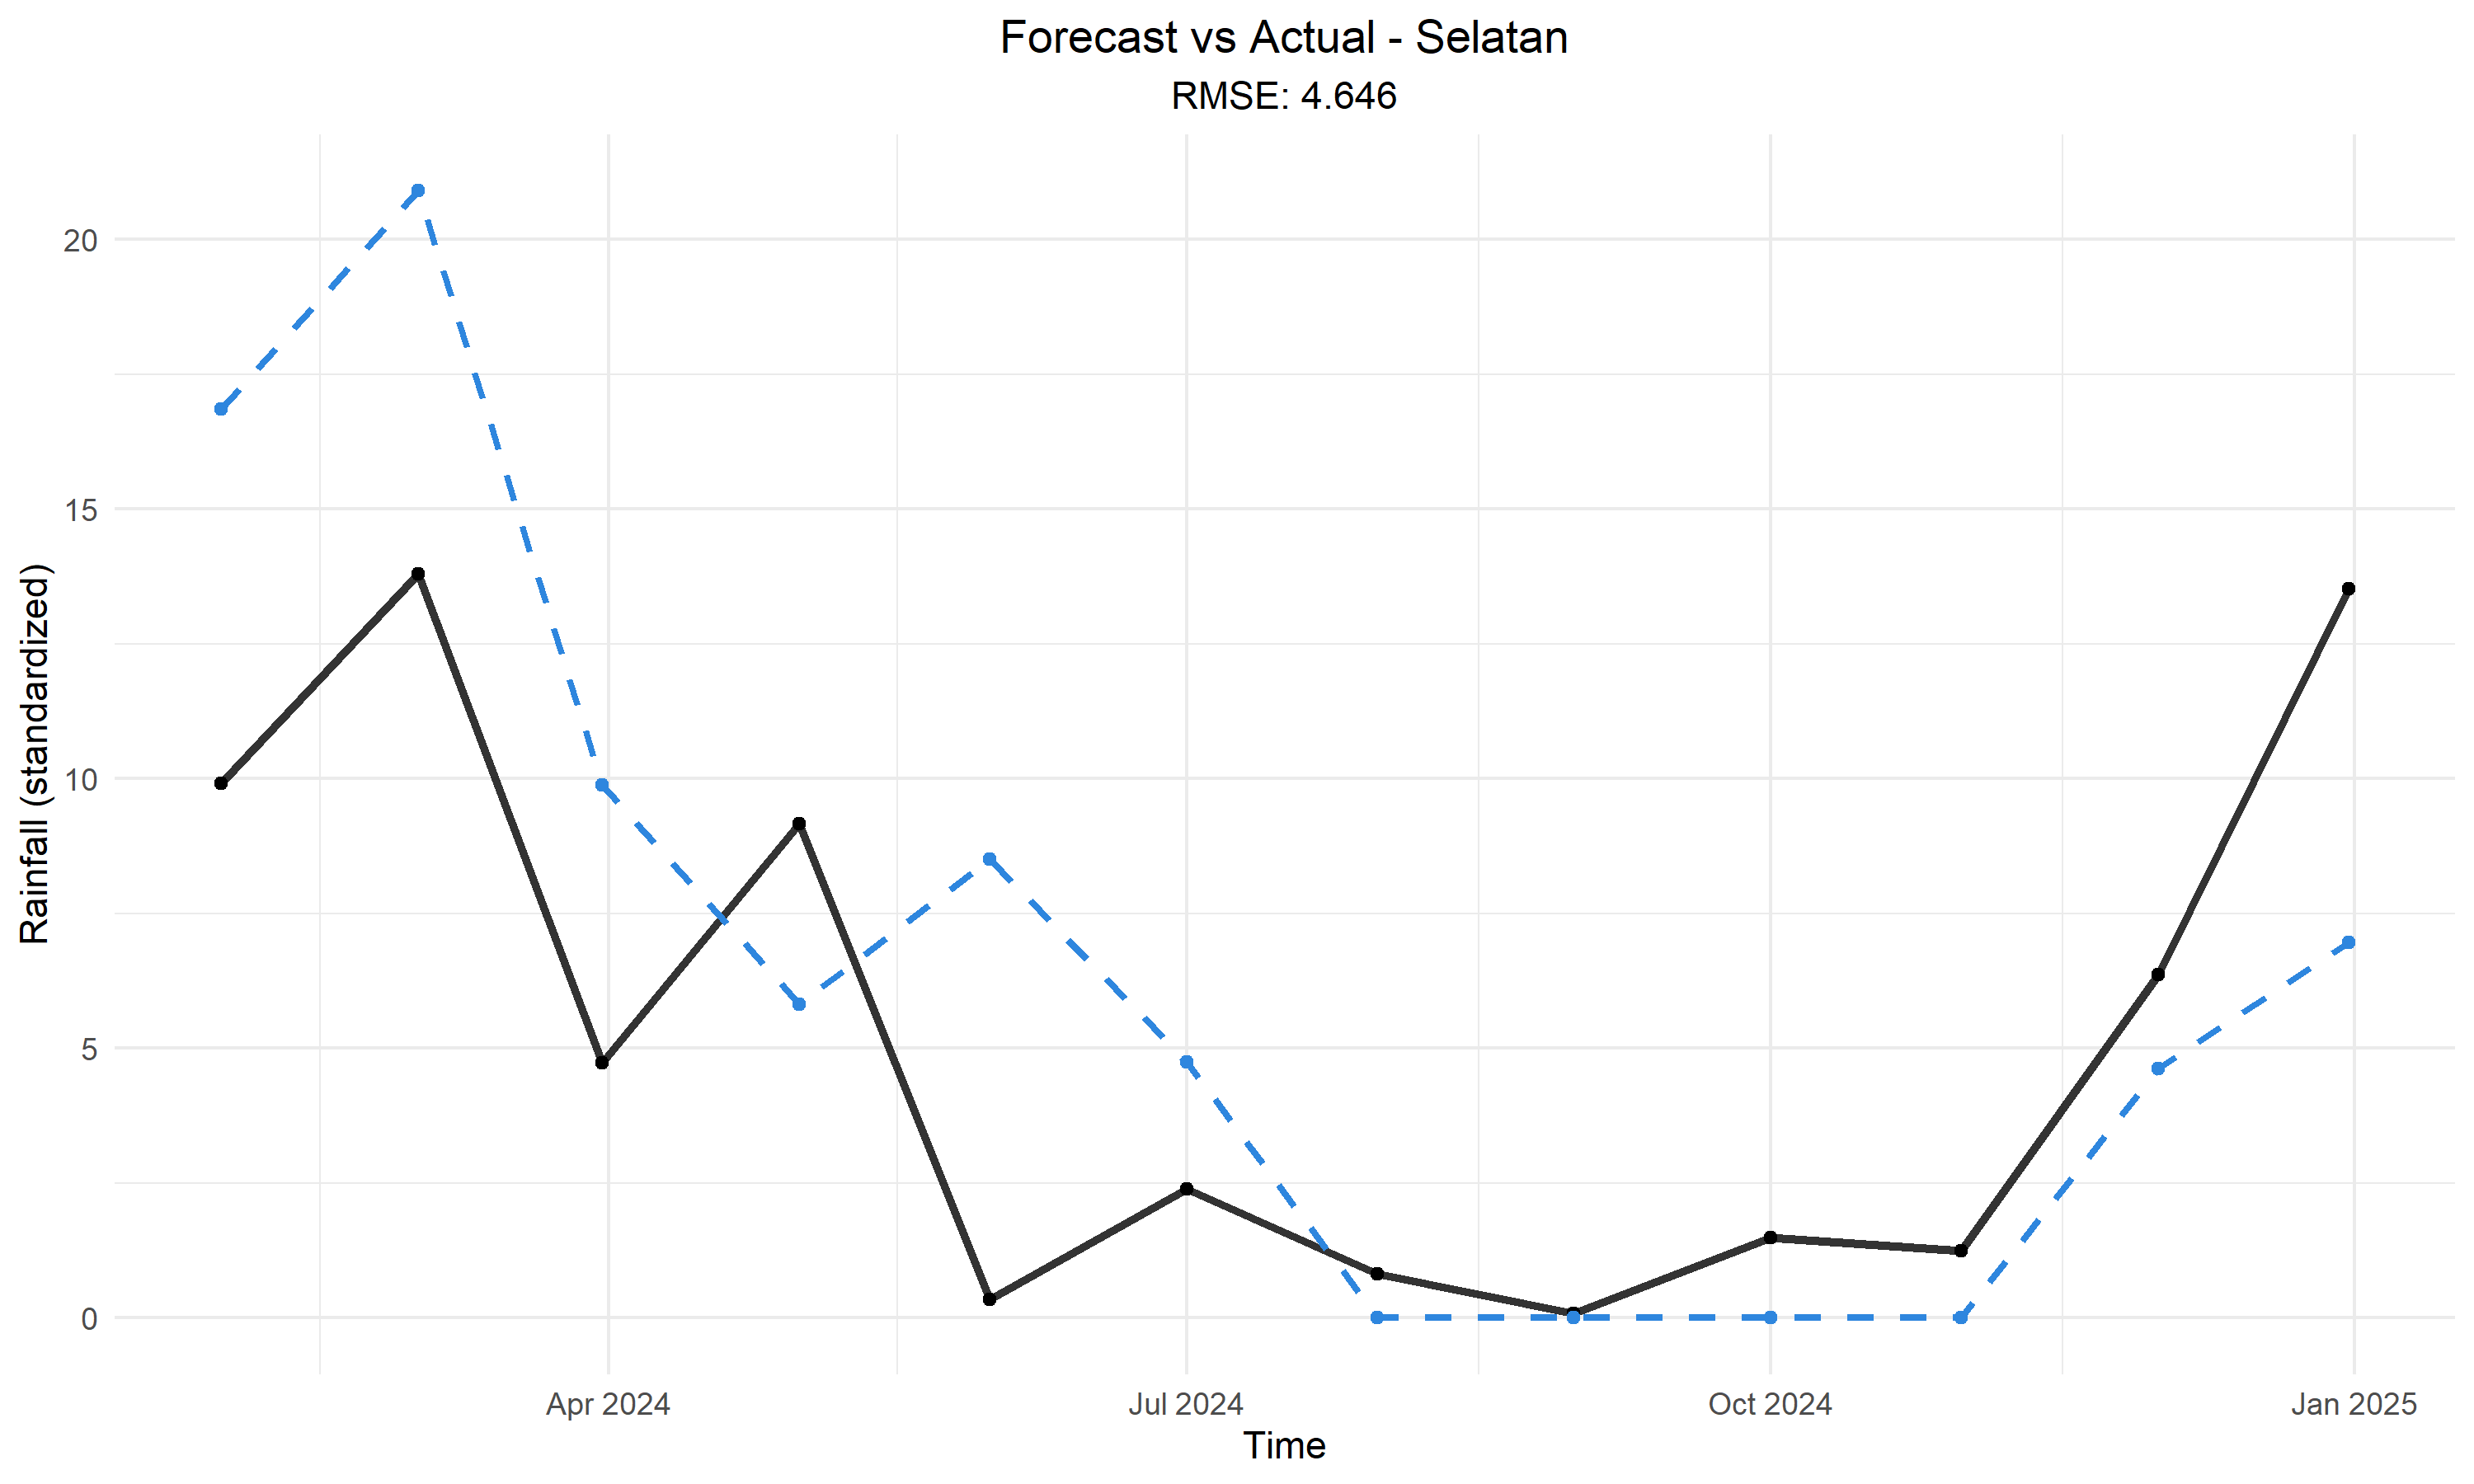 Forecast vs Actual - Selatan
RMSE: 4.646
Rainfall (standardized)
20
15
10
5
0
Apr 2024
Jul 2024
Oct 2024
Jan 2025
Time